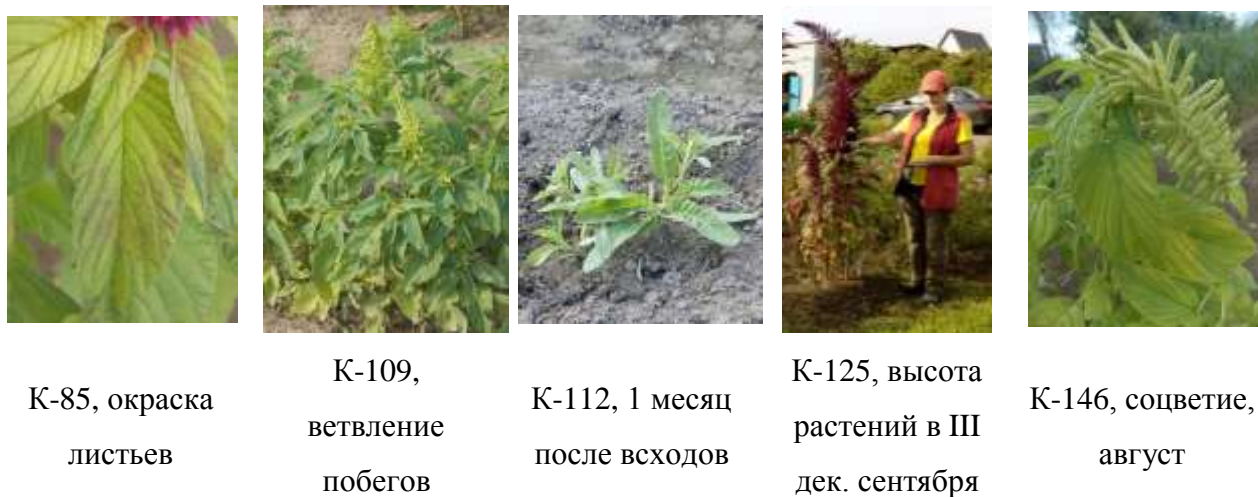 К-85, окраска
листьев
К-109,
ветвление
побегов
К-112, 1 месяц
после всходов
К-125, высота
растений в III
дек. сентября
К-146, соцветие,
август